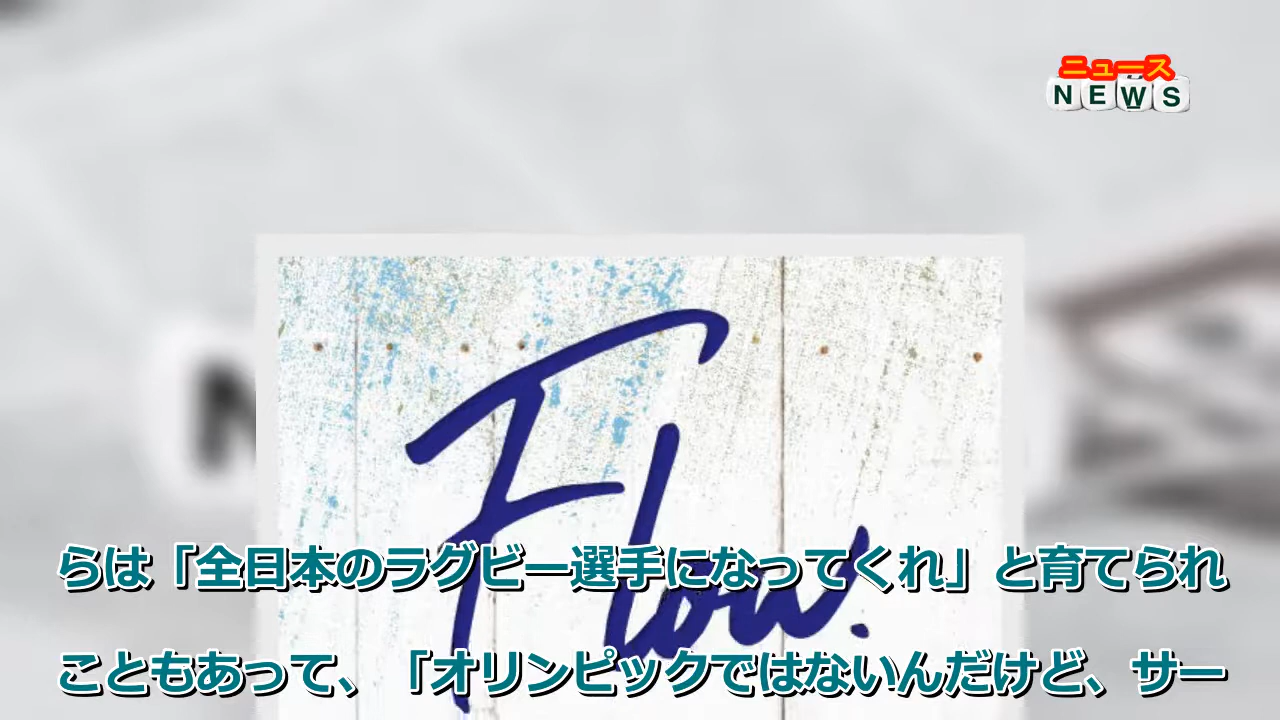 ニュース
NEWS
N
Flow.
らは「全日本のラグビー選手になってくれ」と育てられ
こともあって、「オリンピックではないんだけど、サー